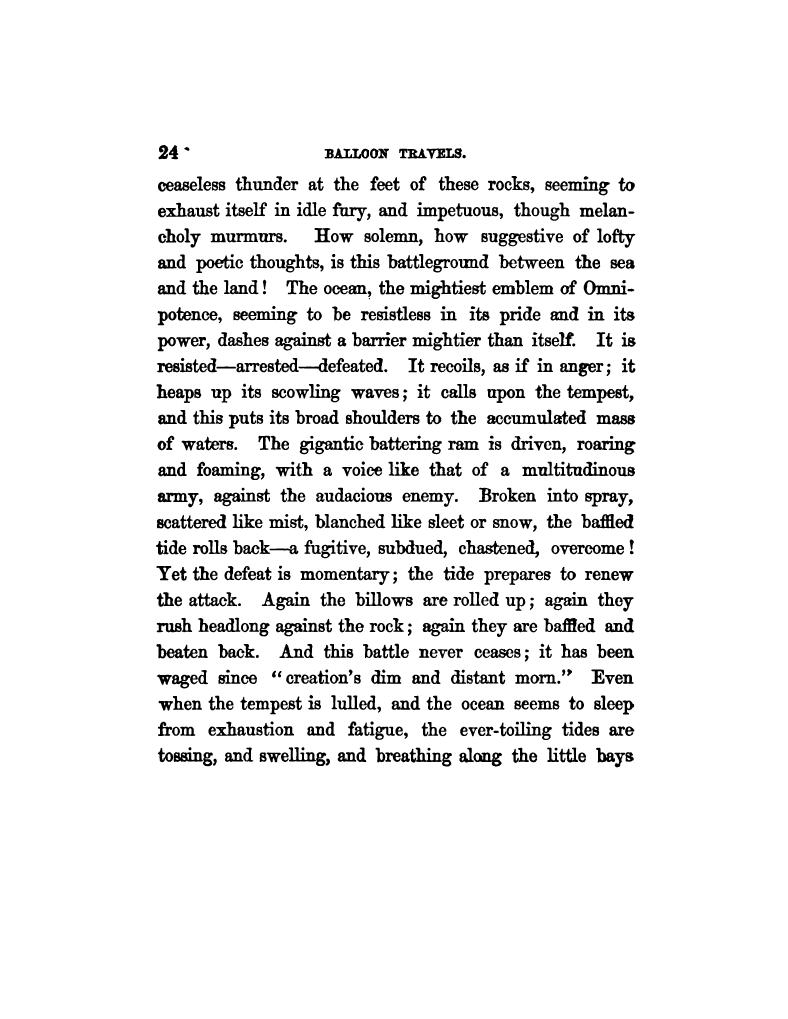 24 BALLOON TRAVELS.
ceaseless thunder at the feet of these rocks, seeming to
exhaust itself in idle fury, and impetuous, though melan-
choly murmurs. How solemn, how suggestive of lofty
and poetic thoughts, is this battleground between the sea
and the land! The ocean, the mightiest emblem of Omni-
potence, seeming to be resistless in its pride and in its
power, dashes against a barrier mightier than itself. It is
resisted—arrested—defeated. It recoils, as if in anger; it
heaps up its scowling waves; it calls upon the tempest,
and this puts its broad shoulders to the accumulated mass
of waters. The gigantic battering ram is driven, roaring
and foaming, with a voice like that of a multitudinous
army, against the audacious enemy. Broken into spray,
scattered like mist, blanched like sleet or snow, the baffled
tide rolls back—a fugitive, subdued, chastened, overcome!
Yet the defeat is momentary; the tide prepares to renew
the attack. Again the billows are rolled up; again they
rush headlong against the rock; again they are baffled and
beaten back. And this battle never ceases; it has been
waged since "creation's dim and distant morn." Even
when the tempest is lulled, and the ocean seems to sleep
from exhaustion and fatigue, the ever-toiling tides are
tossing, and swelling, and breathing along the little bays